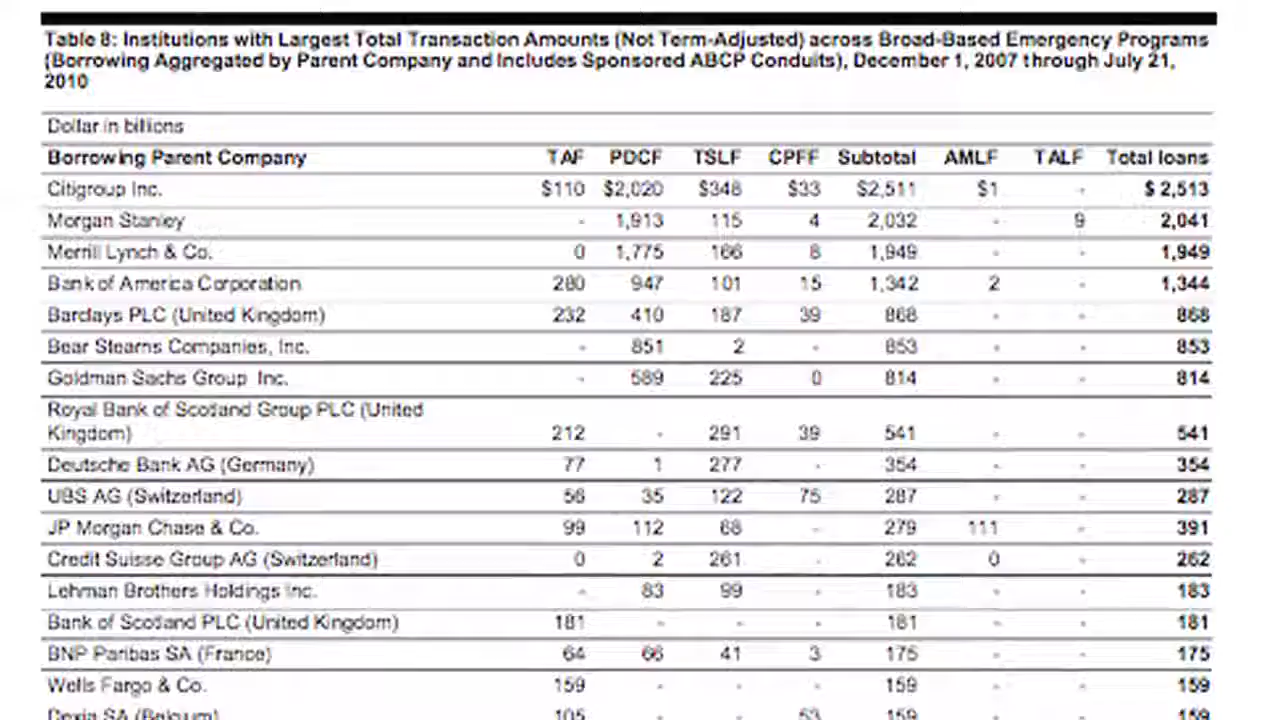 Table 8: Institutions with Largest Total Transaction Amounts (Not Term-Adjusted) across Broad-Based Emergency Programs
(Borrowing Aggregated by Parent Company and Includes Sponsored ABCP Conduits), December 1, 2007 through July 21,
2010
Dollar in billions
Borrowing Parent Company TAF PDCF TSLF CPFF Subtotal AMLF TALF Total loans
Citigroup Inc. $110 $2,020 $348 $33 $2,511 $1 - $ 2,513
Morgan Stanley - 1,913 115 4 2,032 - 9 2,041
Merrill Lynch & Co. 0 1,775 166 8 1,949 - - 1,949
Bank of America Corporation 280 947 101 15 1,342 2 - 1,344
Barclays PLC (United Kingdom) 232 410 187 39 868 - - 868
Bear Stearns Companies, Inc. - 851 2 - 853 - - 853
Goldman Sachs Group Inc. - 589 225 0 814 - - 814
Royal Bank of Scotland Group PLC (United
Kingdom) 212 - 291 39 541 - - 541
Deutsche Bank AG (Germany) 77 1 277 - 354 - - 354
UBS AG (Switzerland) 56 35 122 75 287 - - 287
JP Morgan Chase & Co. 99 112 68 - 279 111 - 391
Credit Suisse Group AG (Switzerland) 0 2 261 - 262 0 - 262
Lehman Brothers Holdings Inc. - 83 99 - 183 - - 183
Bank of Scotland PLC (United Kingdom) 181 - - - 181 - - 181
BNP Paribas SA (France) 64 66 41 3 175 - - 175
Wells Fargo & Co. 159 - - - 159 - - 159
Dexia SA (Belgium) 105 - - 53 159 - - 159